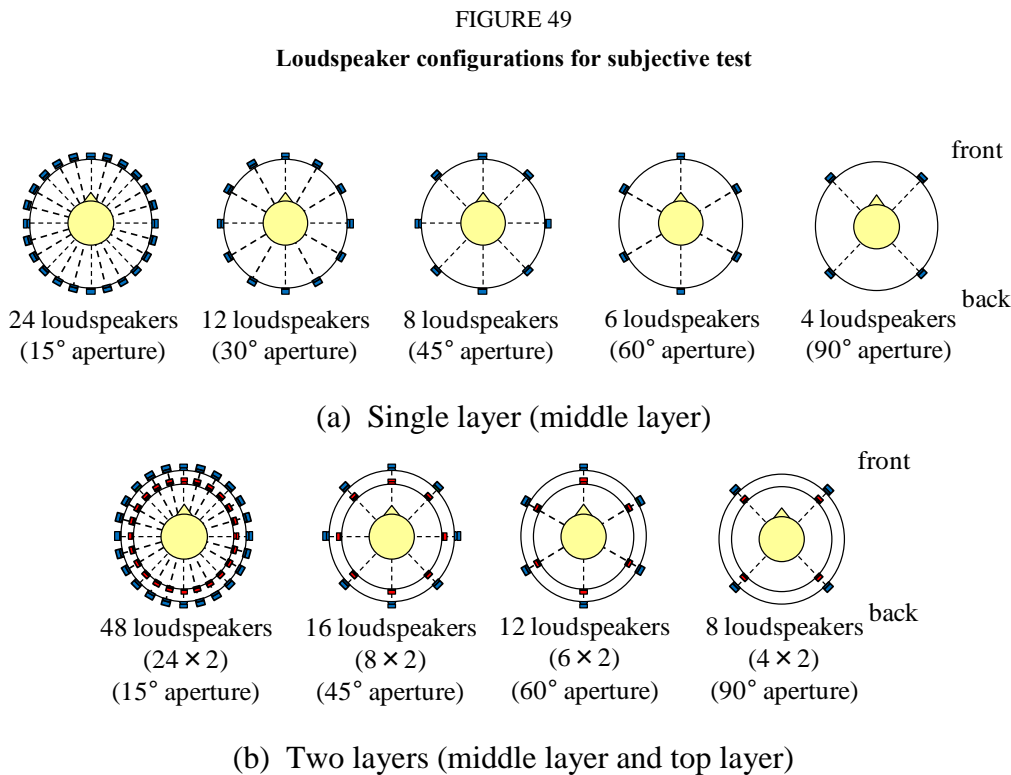 FIGURE 49
Loudspeaker configurations for subjective test
front
back
24 loudspeakers
(15° aperture)
12 loudspeakers
(30° aperture)
8 loudspeakers
(45° aperture)
6 loudspeakers
(60° aperture)
4 loudspeakers
(90° aperture)
(a) Single layer (middle layer)
front
back
48 loudspeakers
(24 × 2)
(15° aperture)
16 loudspeakers
(8 × 2)
(45° aperture)
12 loudspeakers
(6 × 2)
(60° aperture)
8 loudspeakers
(4 × 2)
(90° aperture)
(b) Two layers (middle layer and top layer)